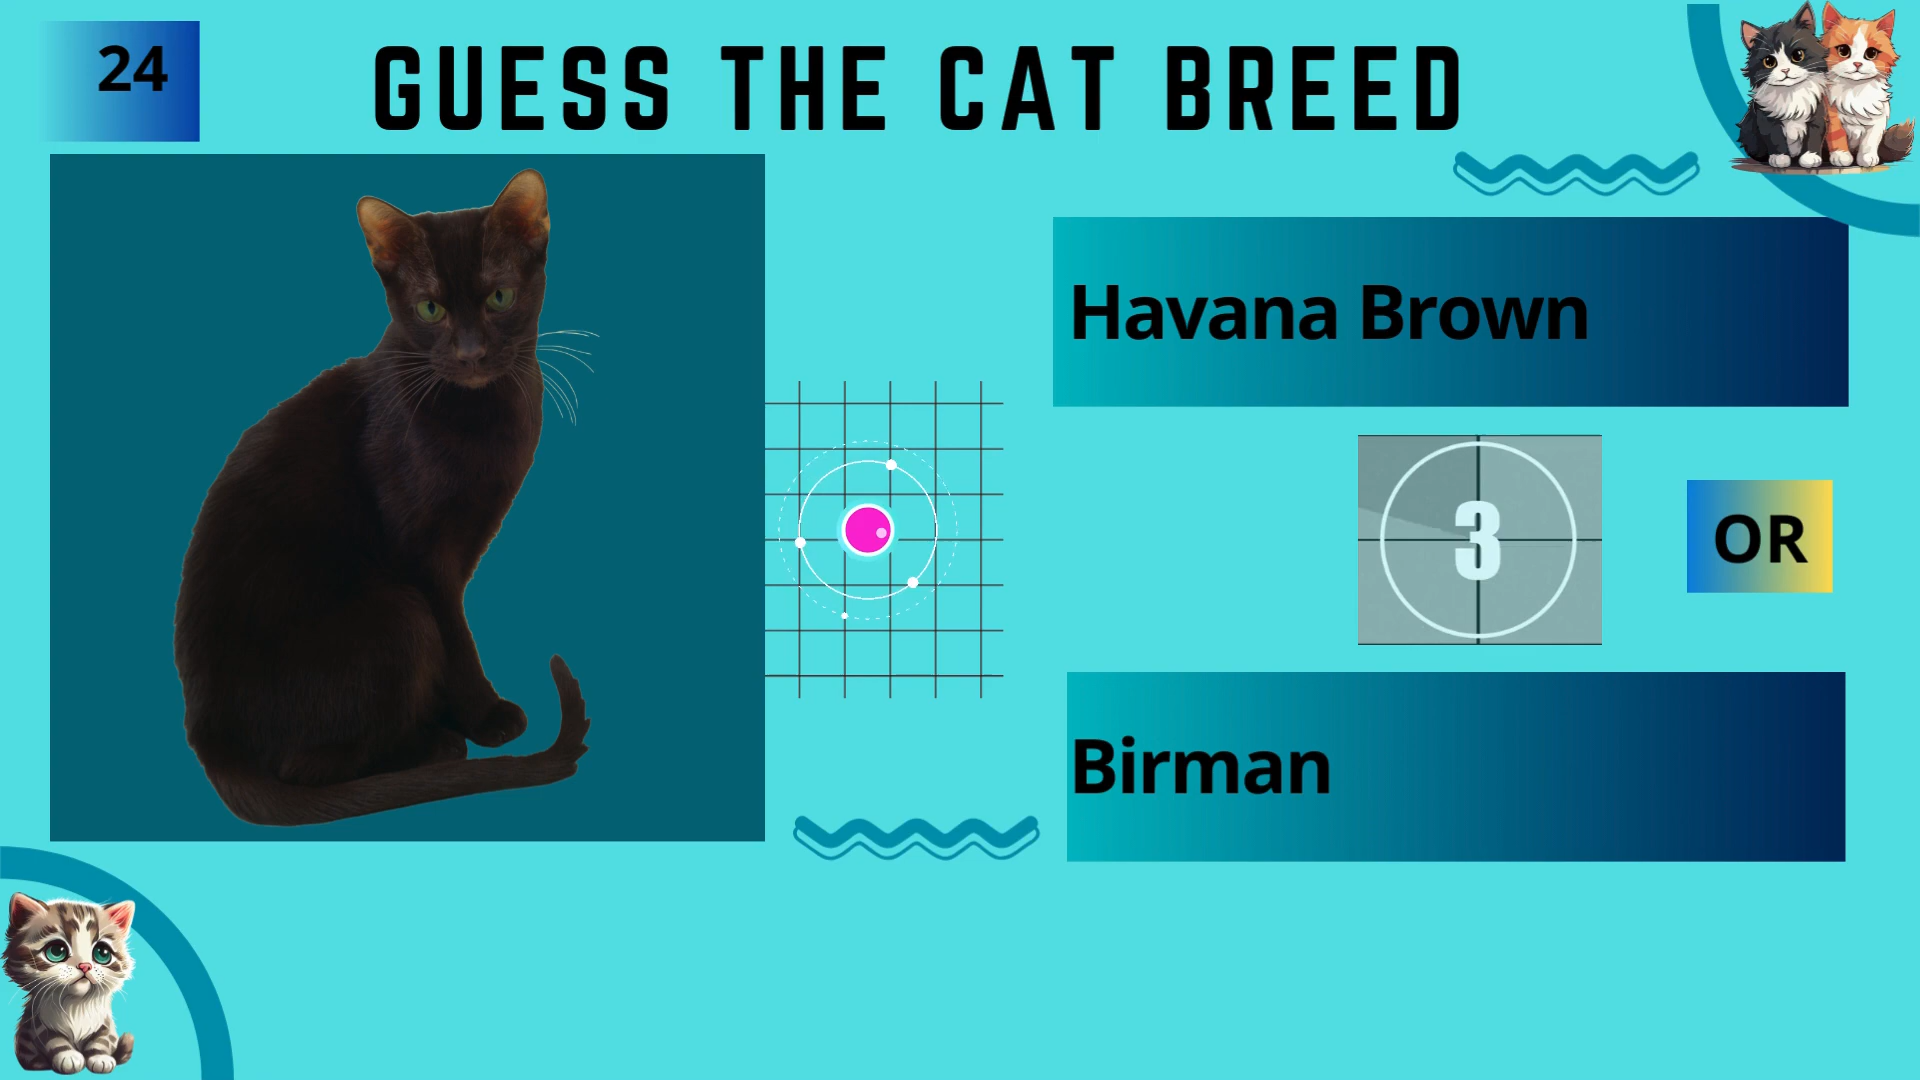 24
GUESS THE CAT BREED
Havana Brown
3
OR
Birman